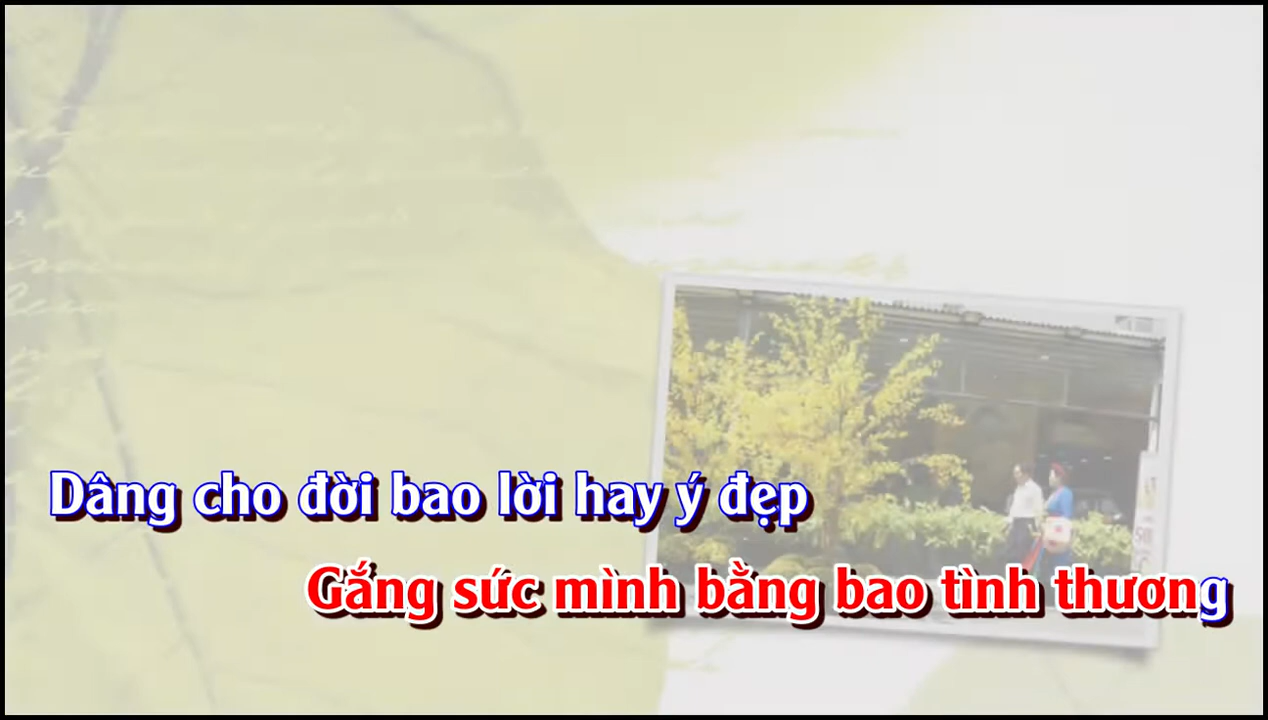 Dâng cho đời bao lời hay ý đẹp
Gắng sức mình bằng bao tình thương